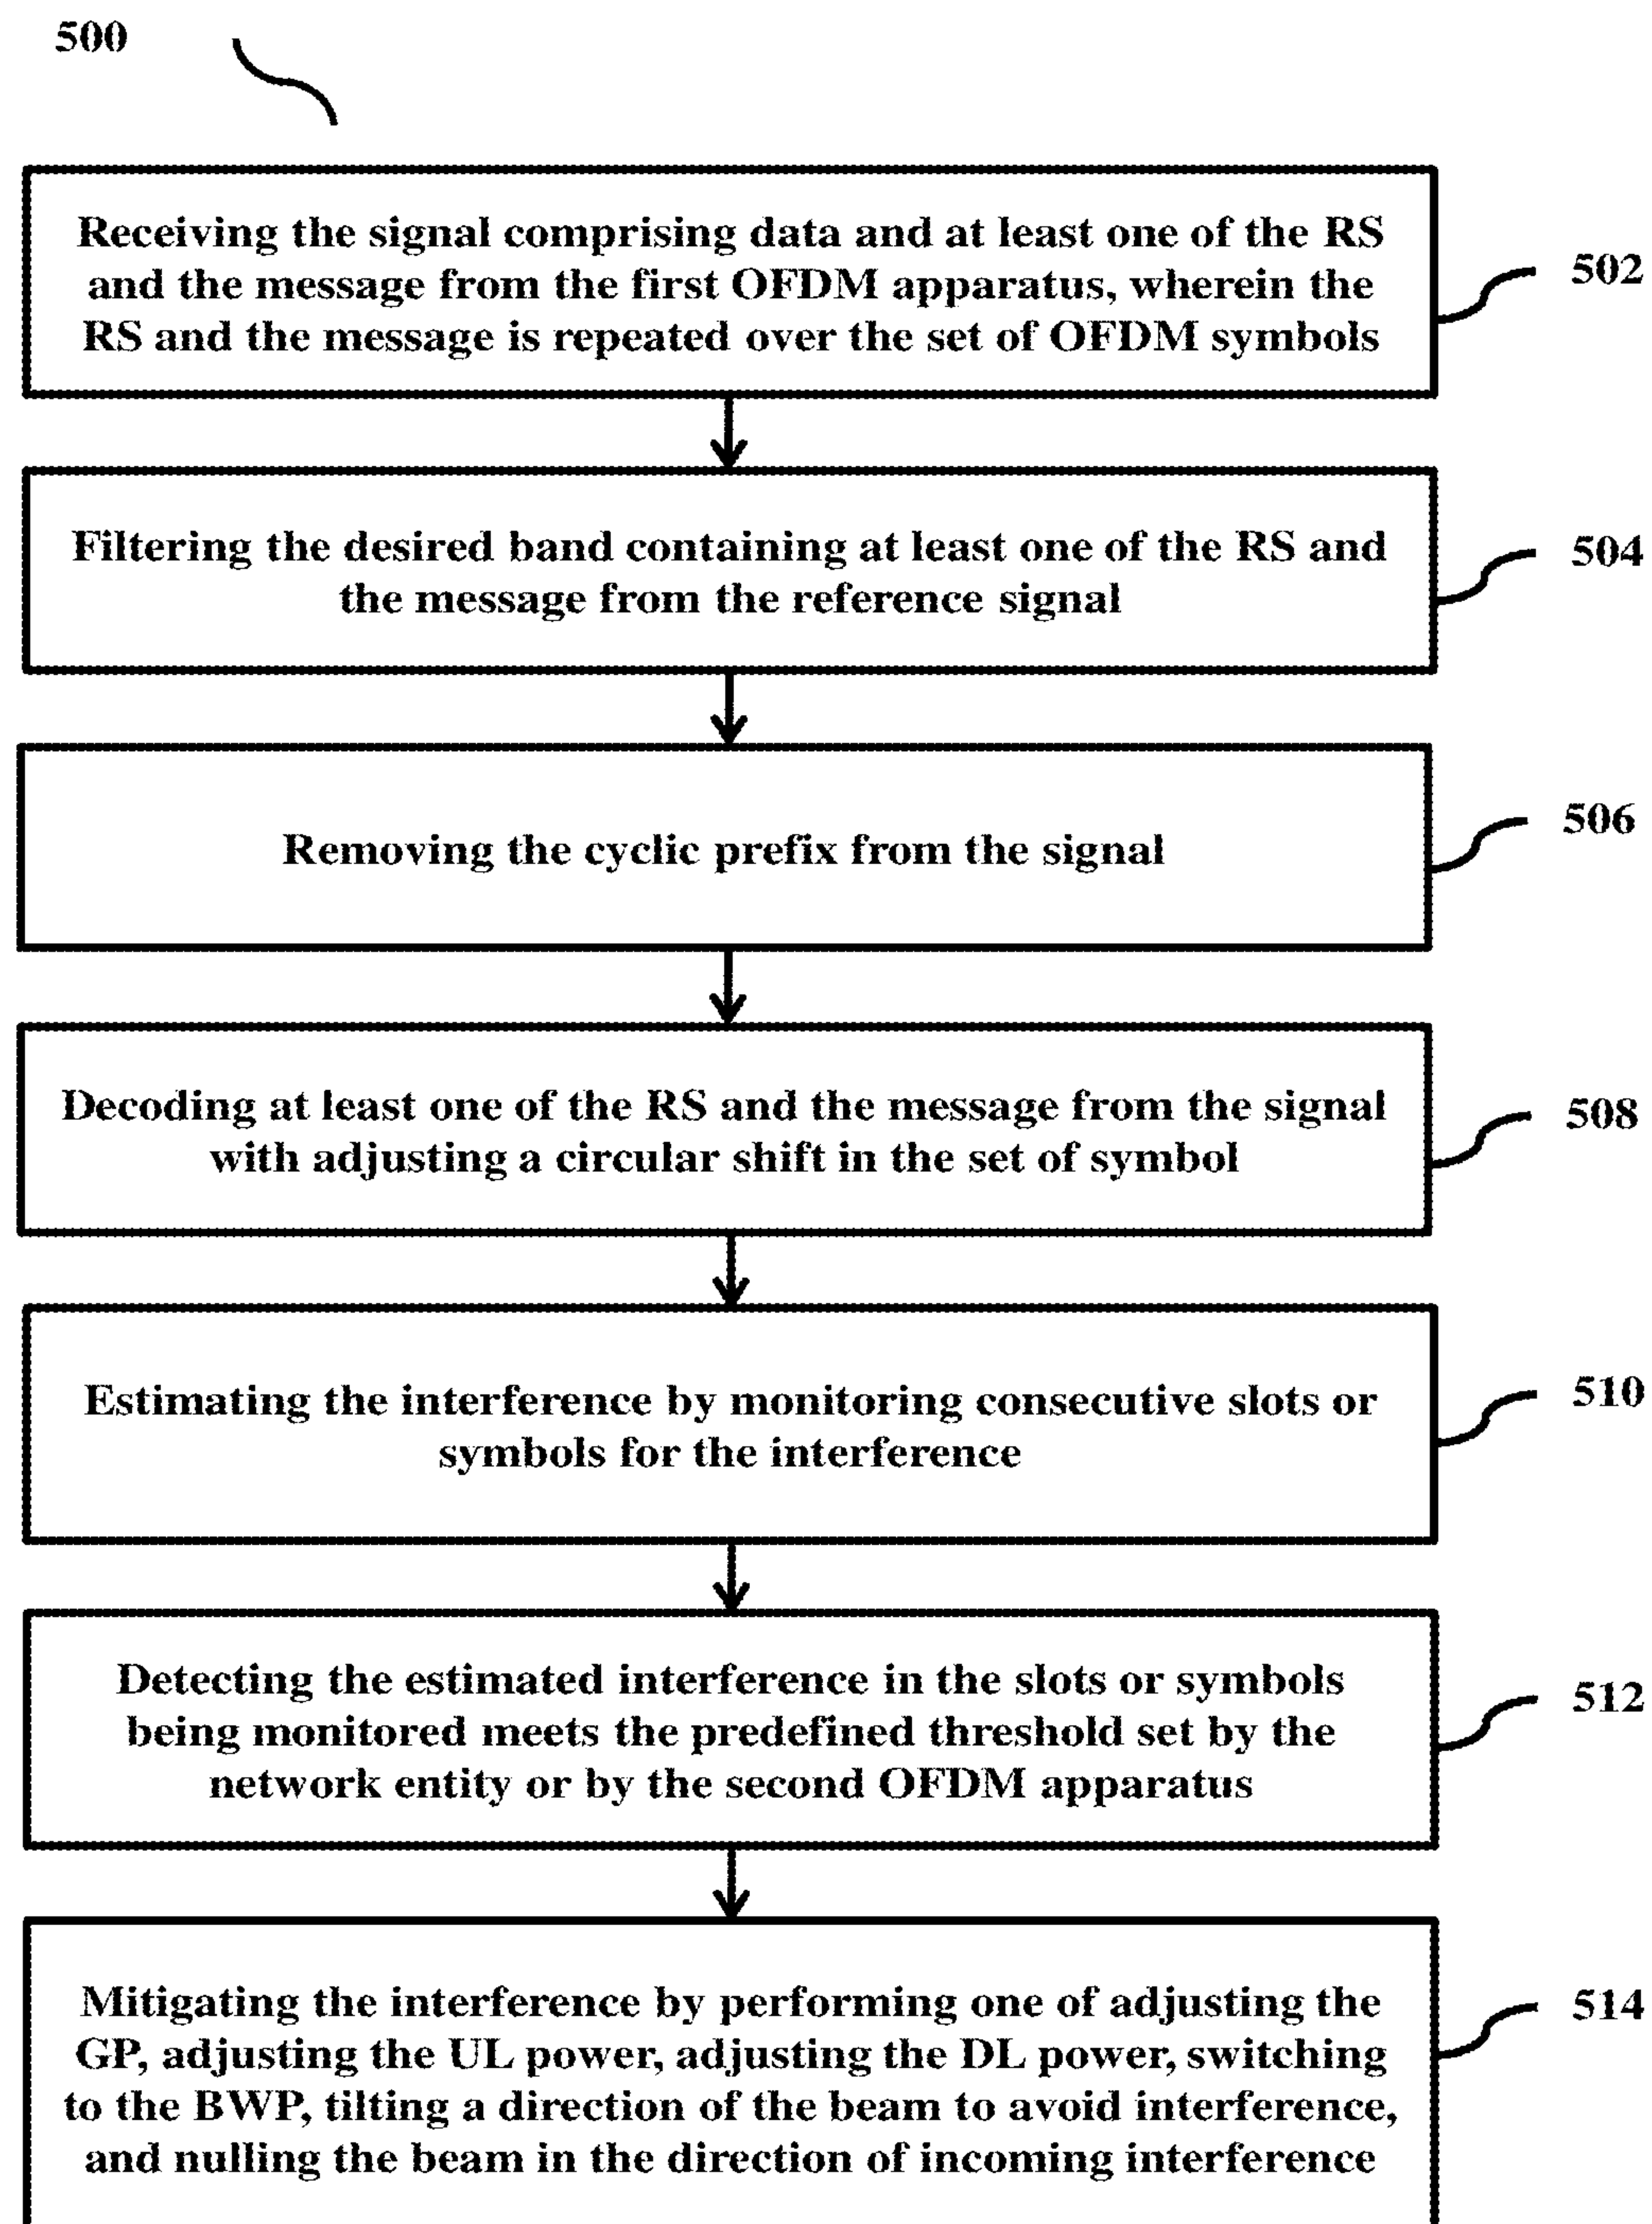 500
Receiving the signal comprising data and at least one of the RS
and the message from the first OFDM apparatus, wherein the
RS and the message is repeated over the set of OFDM symbols
502
Filtering the desired band containing at least one of the RS and
the message from the reference signal
504
Removing the cyclic prefix from the signal
506
Decoding at least one of the RS and the message from the signal
with adjusting a circular shift in the set of symbol
508
Estimating the interference by monitoring consecutive slots or
symbols for the interference
510
Detecting the estimated interference in the slots or symbols
being monitored meets the predefined threshold set by the
network entity or by the second OFDM apparatus
512
Mitigating the interference by performing one of adjusting the
GP, adjusting the UL power, adjusting the DL power, switching
to the BWP, tilting a direction of the beam to avoid interference,
and nulling the beam in the direction of incoming interference
514